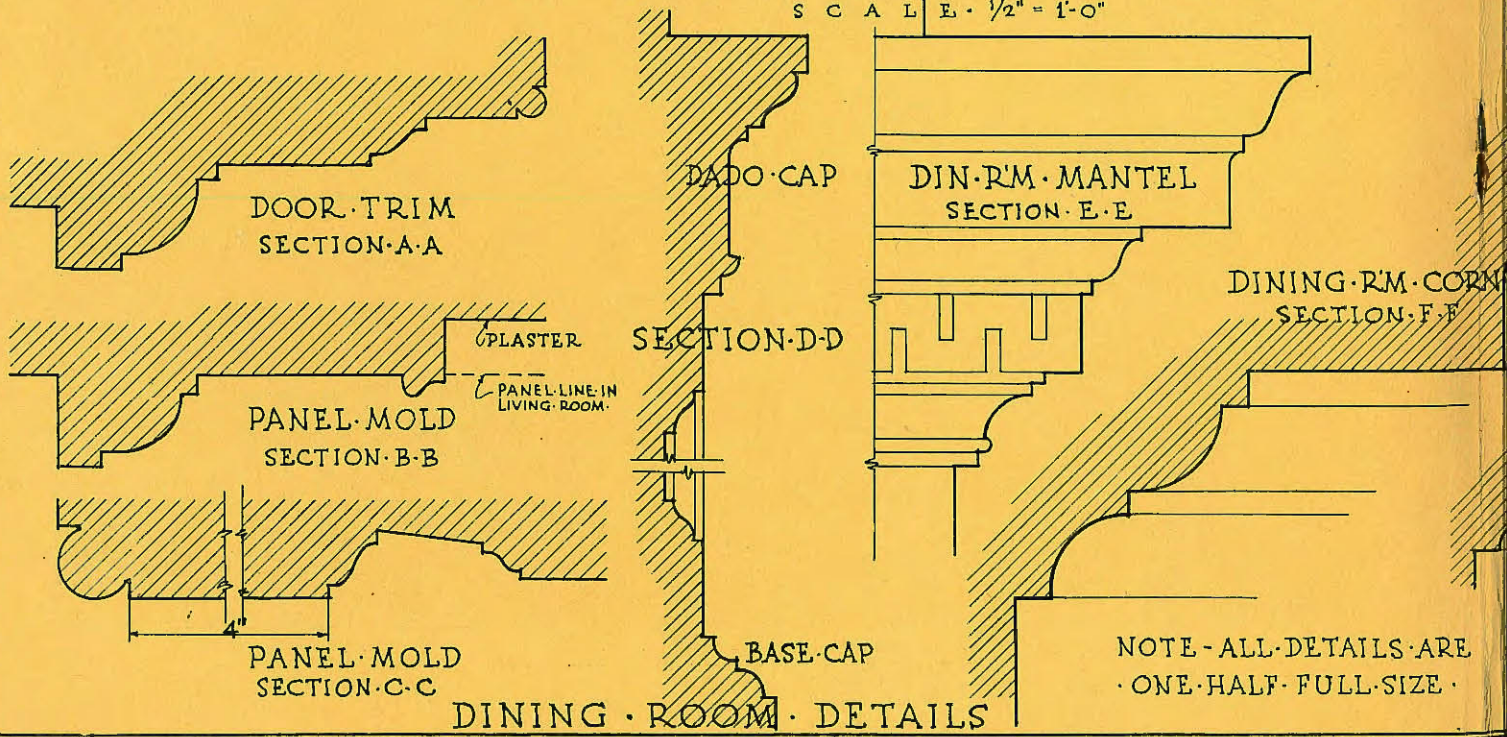 SCALE · 1/2" = 1'-0"
DOOR · TRIM
SECTION · A · A
DADO · CAP
DIN · R'M · MANTEL
SECTION · E · E
DINING · R'M · CORN
SECTION · F · F
PLASTER
SECTION · D · D
PANEL · LINE · IN
LIVING · ROOM ·
PANEL · MOLD
SECTION · B · B
4"
PANEL · MOLD
SECTION · C · C
BASE · CAP
NOTE - ALL · DETAILS · ARE
· ONE · HALF · FULL · SIZE ·
DINING · ROOM · DETAILS